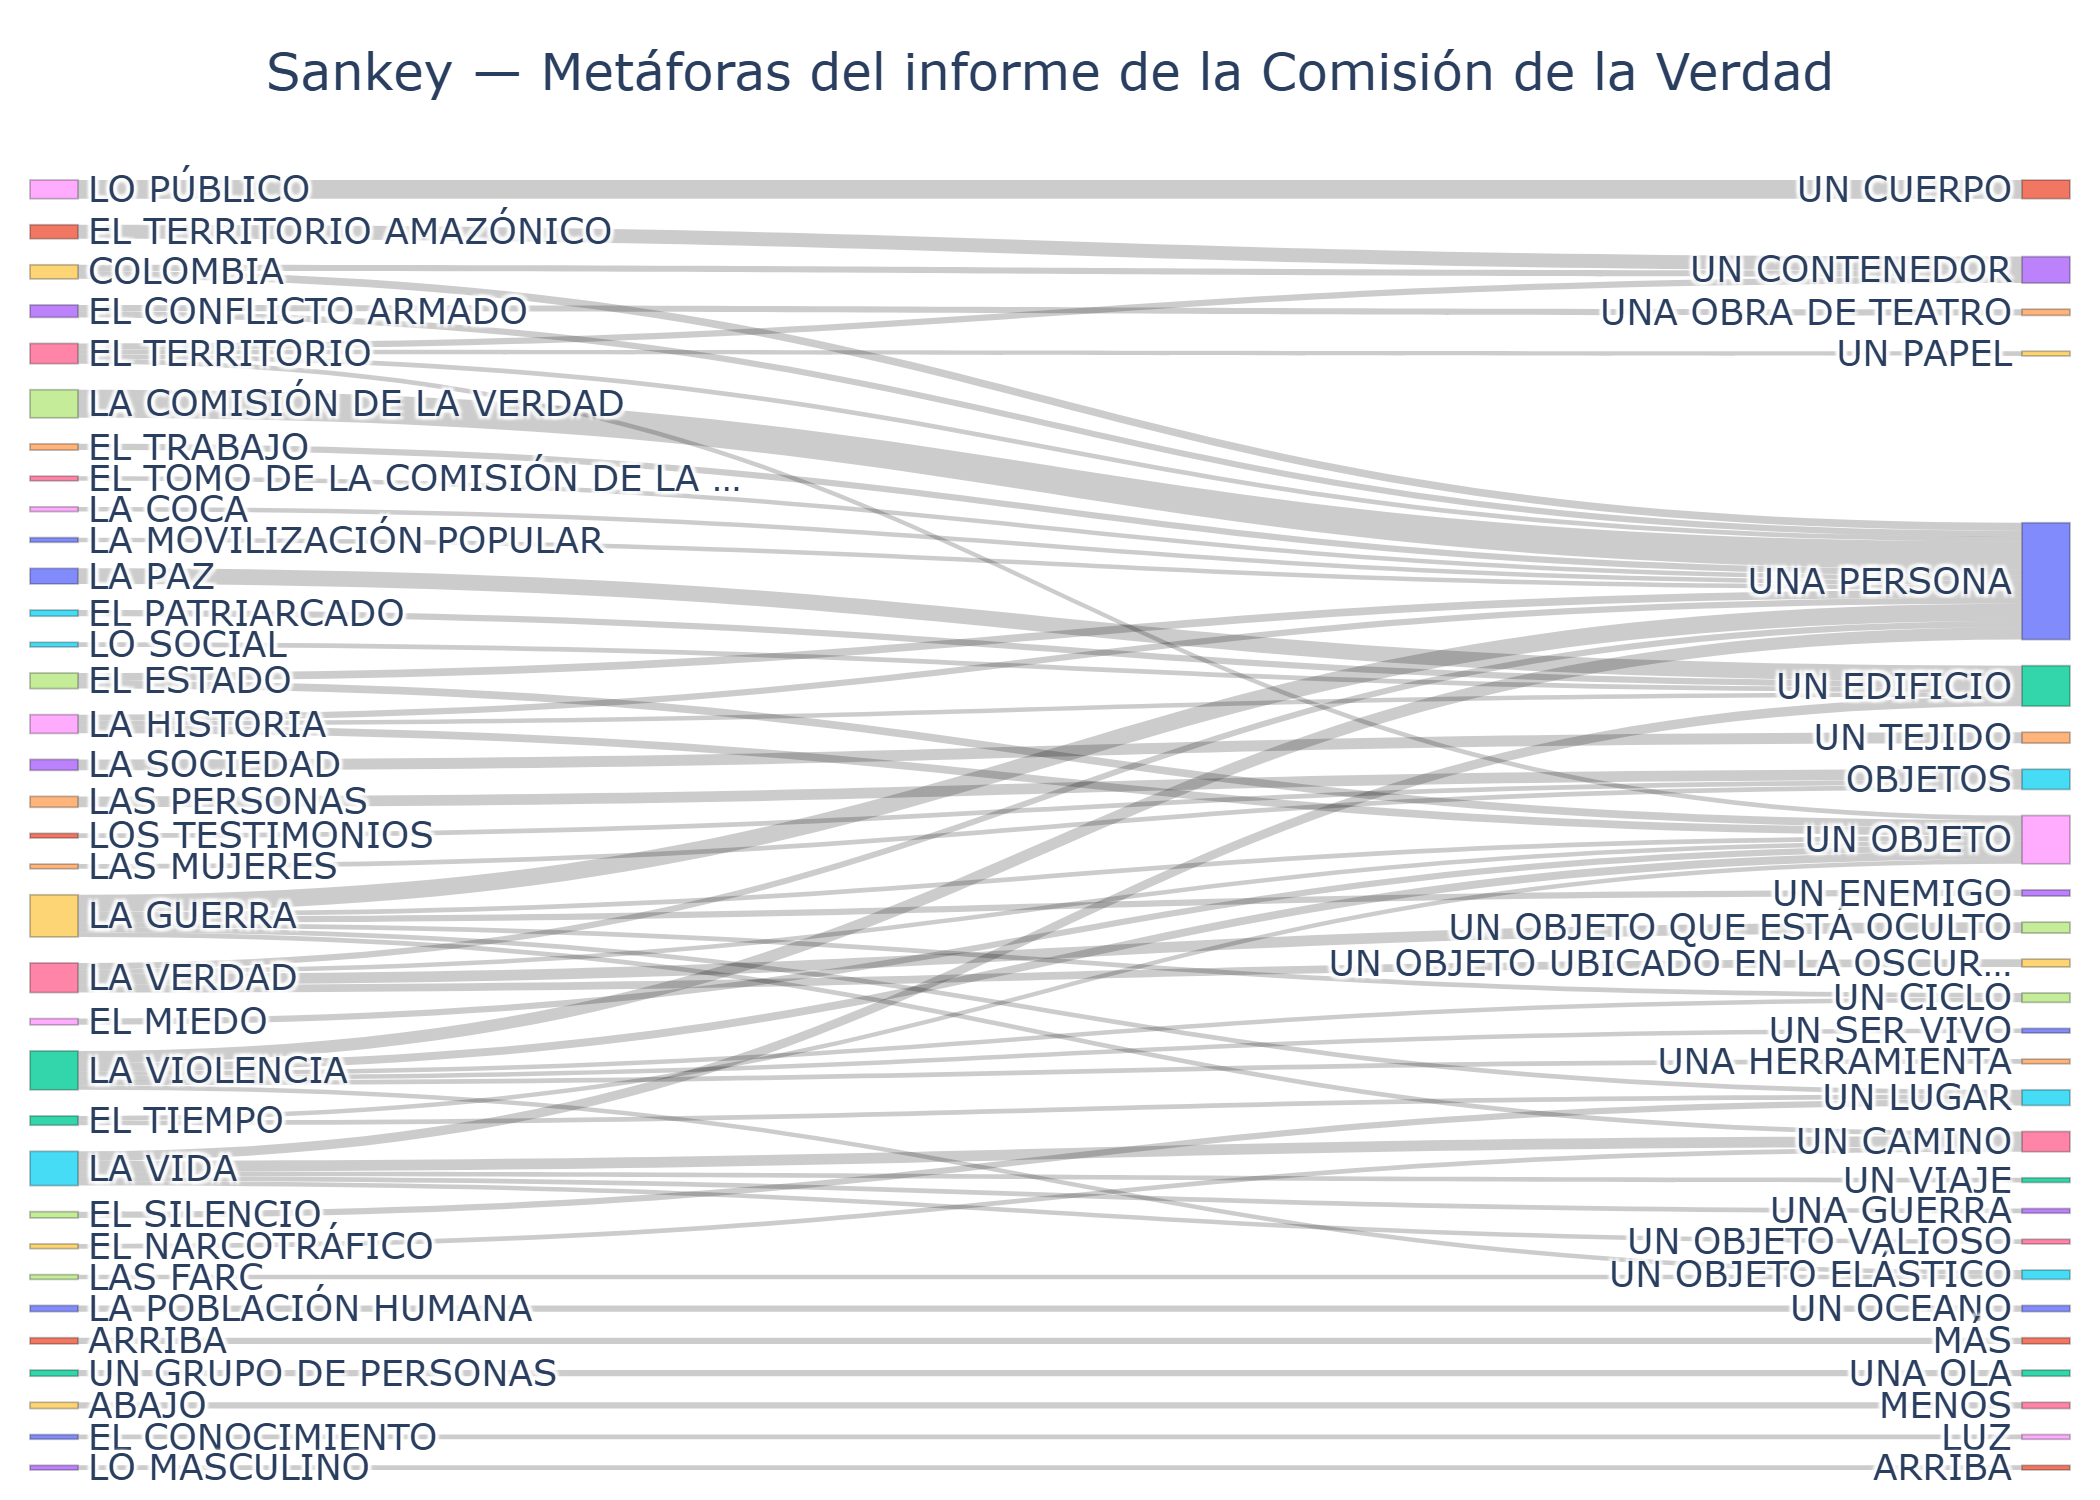 Sankey — Metáforas del informe de la Comisión de la Verdad
LO PÚBLICO
EL TERRITORIO AMAZÓNICO
COLOMBIA
EL CONFLICTO ARMADO
EL TERRITORIO
LA COMISIÓN DE LA VERDAD
EL TRABAJO
EL TOMO DE LA COMISIÓN DE LA ...
LA COCA
LA MOVILIZACIÓN POPULAR
LA PAZ
EL PATRIARCADO
LO SOCIAL
EL ESTADO
LA HISTORIA
LA SOCIEDAD
LAS PERSONAS
LOS TESTIMONIOS
LAS MUJERES
LA GUERRA
LA VERDAD
EL MIEDO
LA VIOLENCIA
EL TIEMPO
LA VIDA
EL SILENCIO
EL NARCOTRÁFICO
LAS FARC
LA POBLACIÓN HUMANA
ARRIBA
UN GRUPO DE PERSONAS
ABAJO
EL CONOCIMIENTO
LO MASCULINO
UN CUERPO
UN CONTENEDOR
UNA OBRA DE TEATRO
UN PAPEL
UNA PERSONA
UN EDIFICIO
UN TEJIDO
OBJETOS
UN OBJETO
UN ENEMIGO
UN OBJETO QUE ESTÁ OCULTO
UN OBJETO UBICADO EN LA OSCUR...
UN CICLO
UN SER VIVO
UNA HERRAMIENTA
UN LUGAR
UN CAMINO
UN VIAJE
UNA GUERRA
UN OBJETO VALIOSO
UN OBJETO ELÁSTICO
UN OCEANO
MÁS
UNA OLA
MENOS
LUZ
ARRIBA